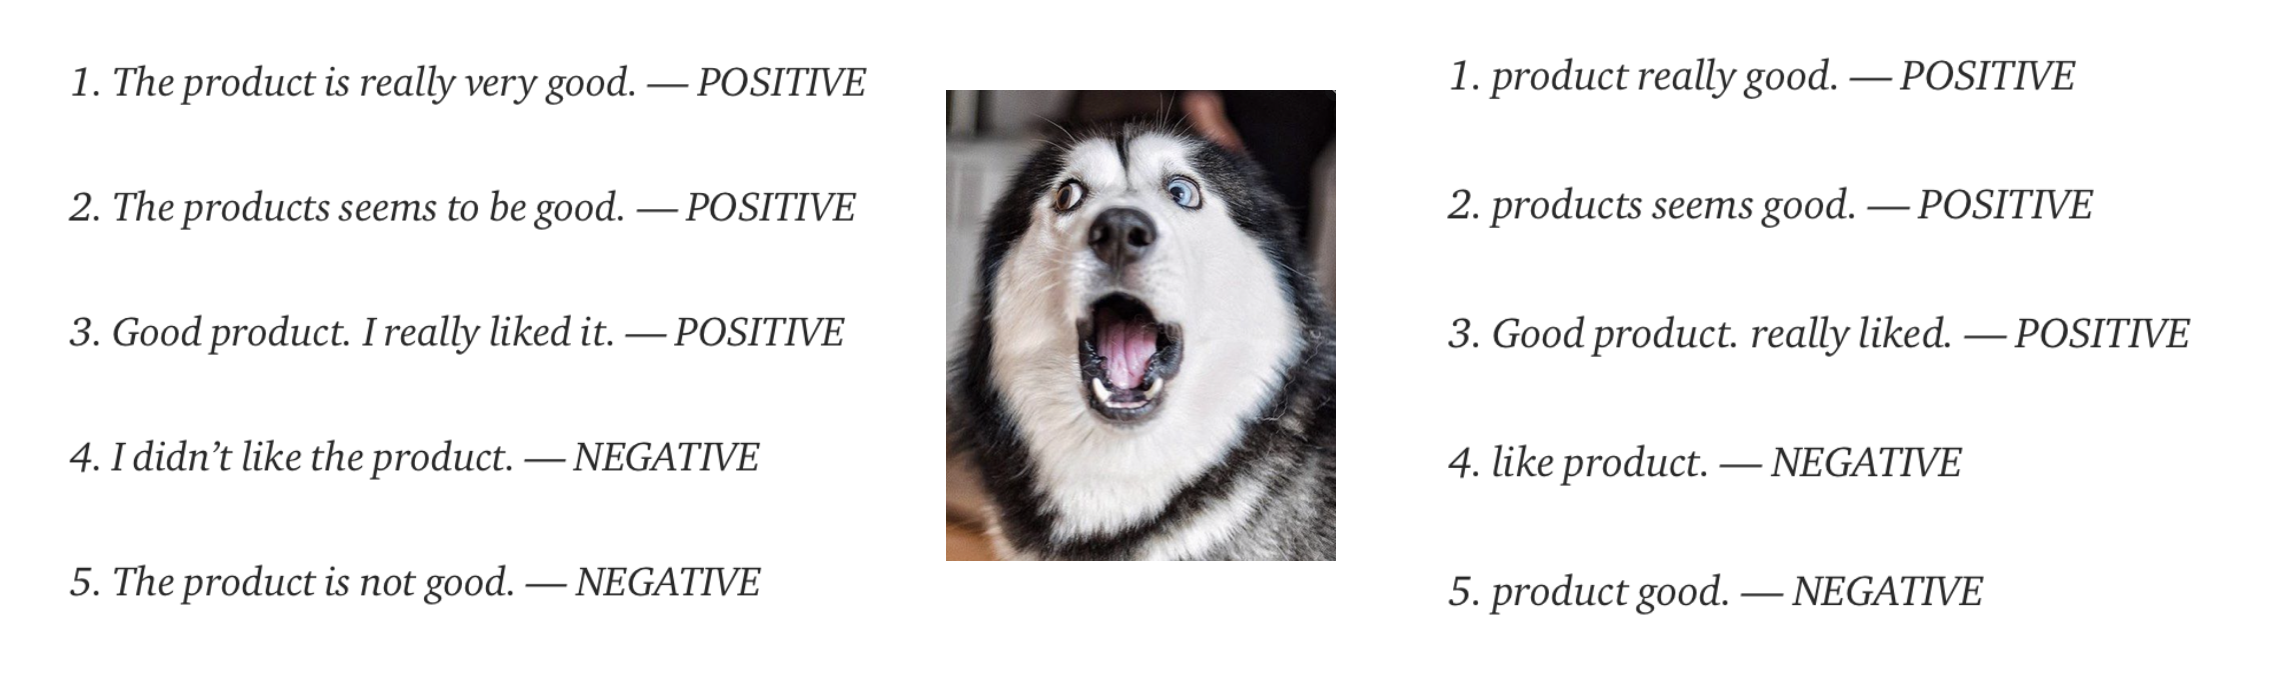 1. The product is really very good. — POSITIVE
2. The products seems to be good. — POSITIVE
3. Good product. I really liked it. — POSITIVE
4. I didn’t like the product. — NEGATIVE
5. The product is not good. — NEGATIVE
1. product really good. — POSITIVE
2. products seems good. — POSITIVE
3. Good product. really liked. — POSITIVE
4. like product. — NEGATIVE
5. product good. — NEGATIVE